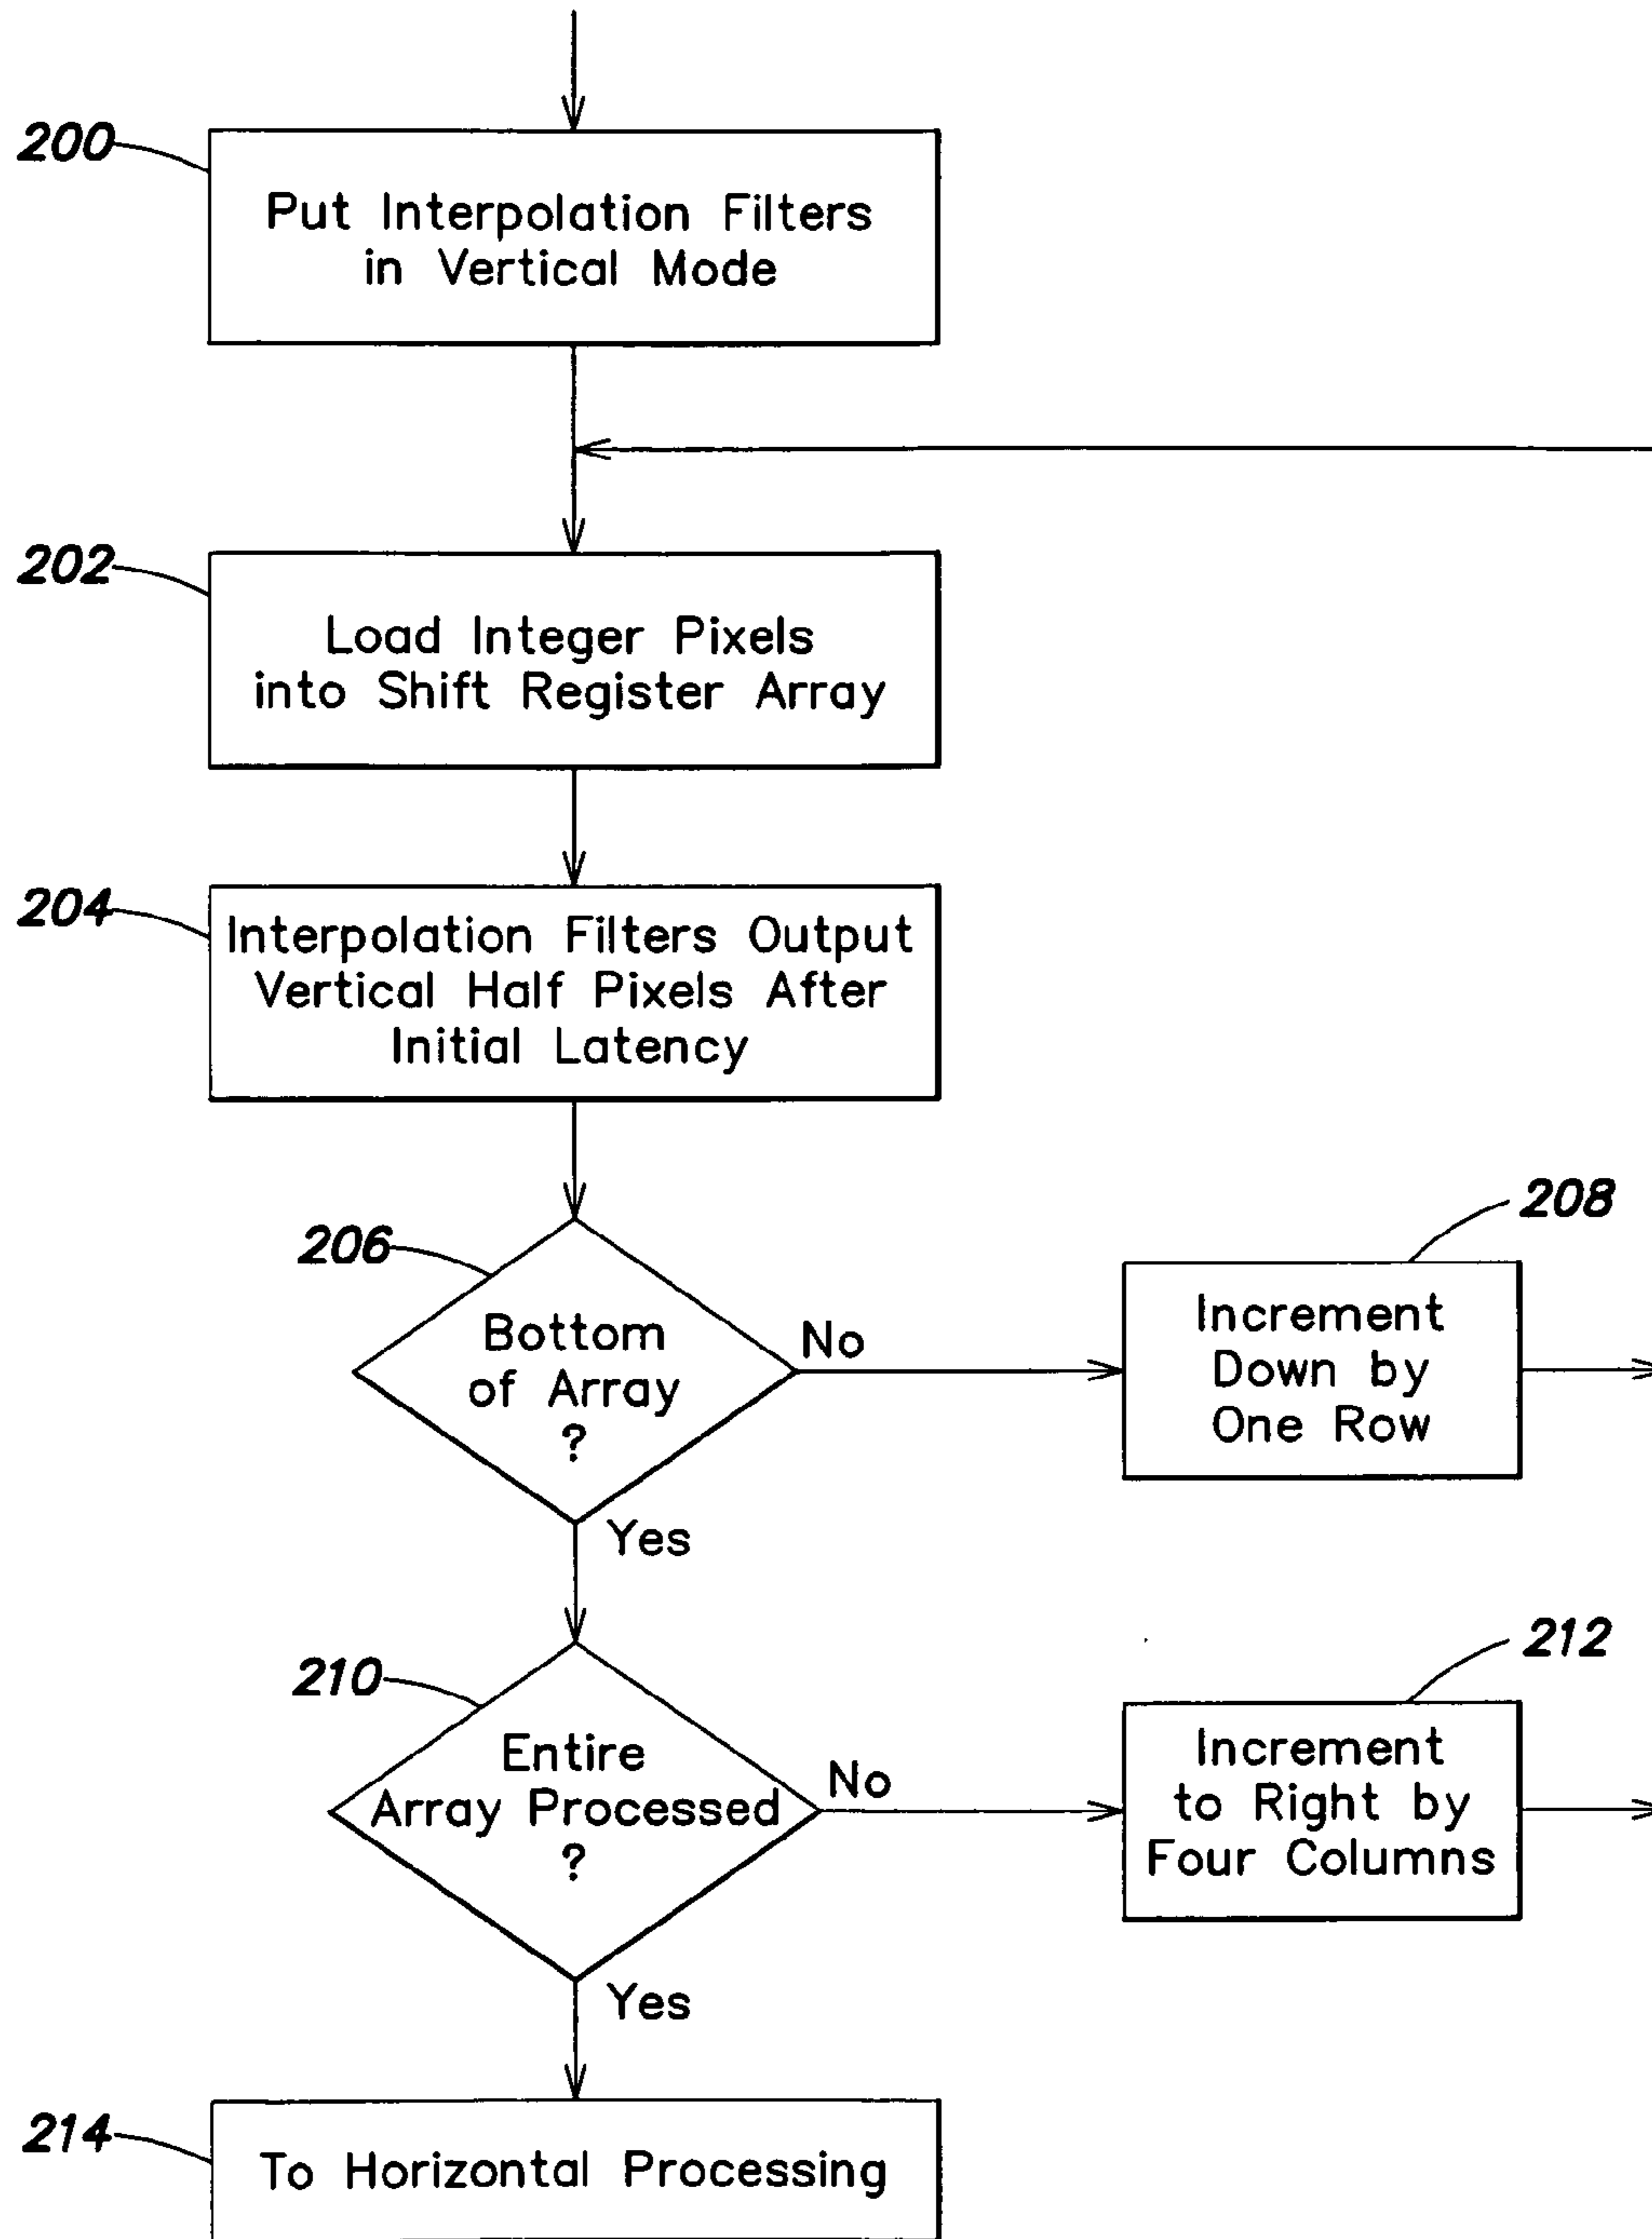 200
Put Interpolation Filters
in Vertical Mode
202
Load Integer Pixels
into Shift Register Array
204
Interpolation Filters Output
Vertical Half Pixels After
Initial Latency
206
Bottom
of Array
?
No
208
Increment
Down by
One Row
Yes
210
Entire
Array Processed
?
No
212
Increment
to Right by
Four Columns
Yes
214
To Horizontal Processing